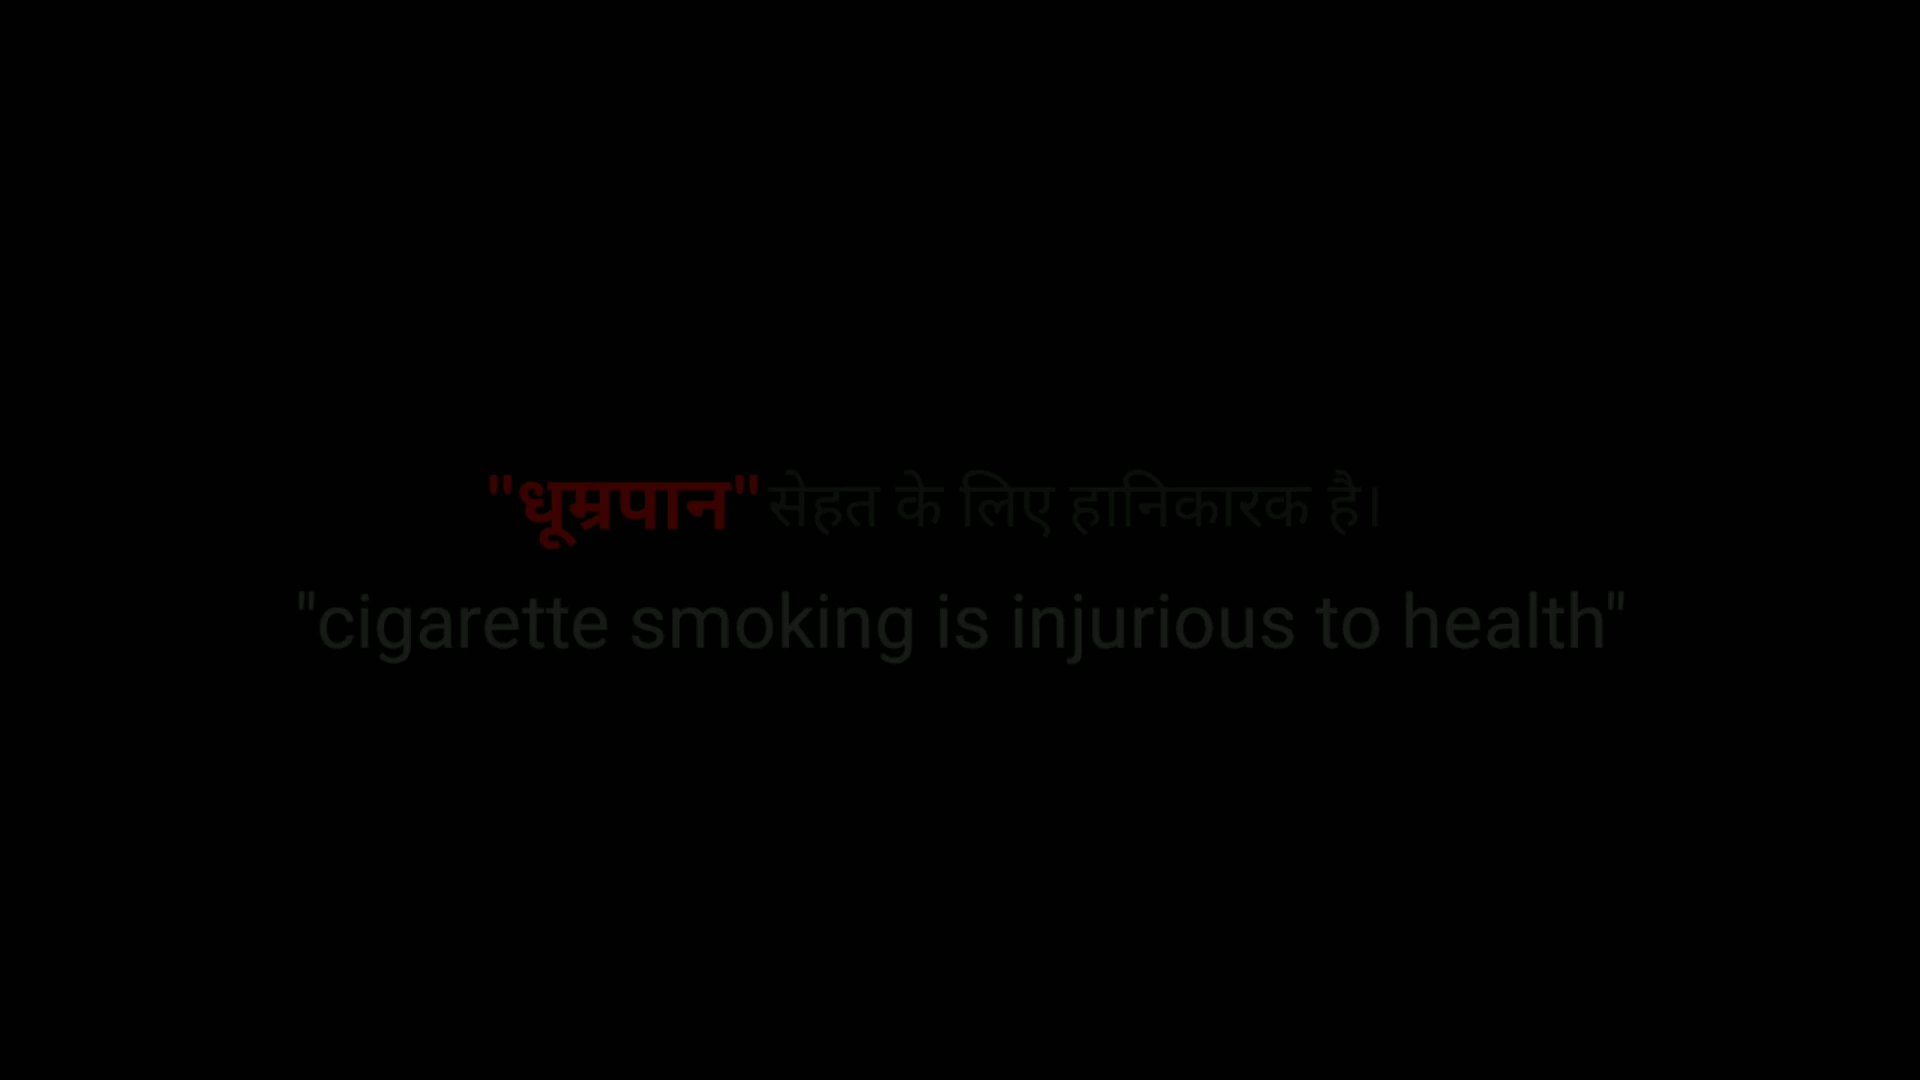 "धूम्रपान" सेहत के लिए हानिकारक है।
"cigarette smoking is injurious to health"